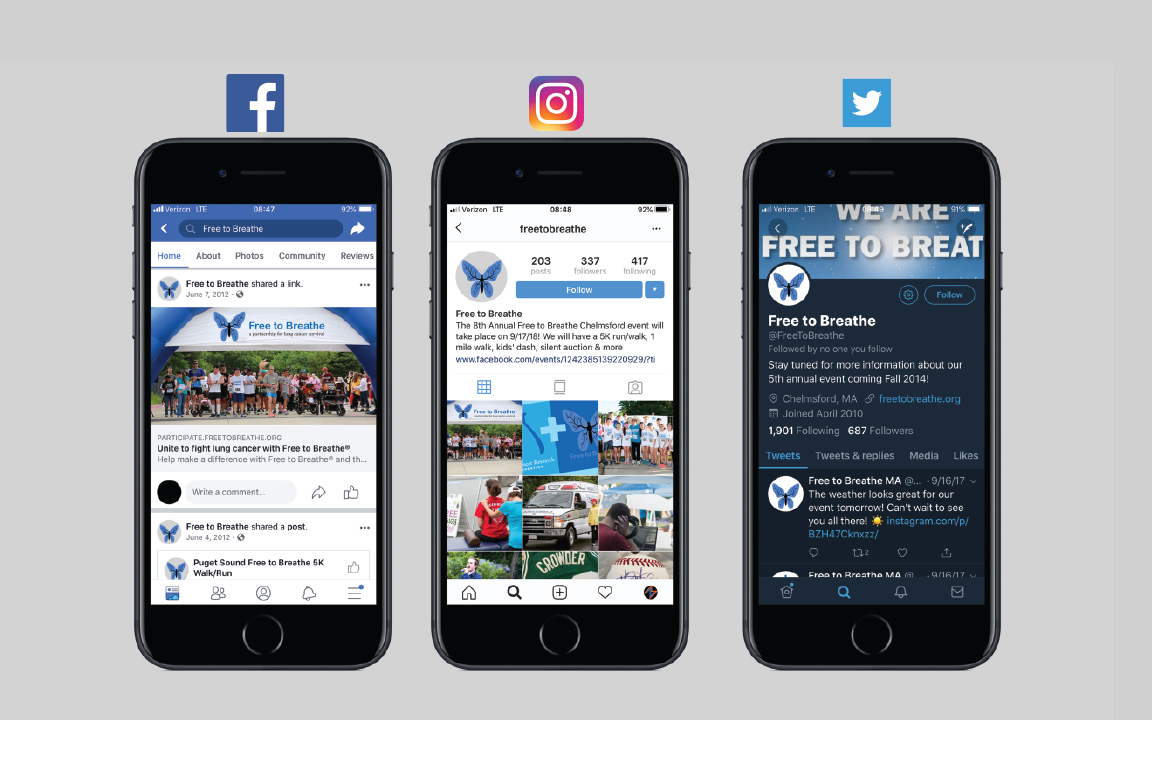 Verizon LTE 08:47 92%
Free to Breathe
Home About Photos Community Reviews
Free to Breathe shared a link.
June 7, 2012 ·
Free to Breathe
a partnership for lung cancer survival
PARTICIPATE.FREETOBREATHE.ORG
Unite to fight lung cancer with Free to Breathe®
Help make a difference with Free to Breathe® and th...
Write a comment...
Free to Breathe shared a post.
June 4, 2012 ·
Puget Sound Free to Breathe 5K
Walk/Run
Verizon LTE 08:48 92%
freetobreathe
203 337 417
posts followers following
Follow
Free to Breathe
The 8th Annual Free to Breathe Chelmsford event will
take place on 9/17/18! We will have a 5K run/walk, 1
mile walk, kids' dash, silent auction & more
www.facebook.com/events/1242385139220929/?ti
Free to Breathe
CROWDER
Verizon LTE 08:49 91%
WE ARE
FREE TO BREAT
Follow
Free to Breathe
@FreeToBreathe
Followed by no one you follow
Stay tuned for more information about our
5th annual event coming Fall 2014!
Chelmsford, MA freetobreathe.org
Joined April 2010
1,901 Following 687 Followers
Tweets Tweets & replies Media Likes
Free to Breathe MA @... · 9/16/17
The weather looks great for our
event tomorrow! Can't wait to see
you all there! ☀️ instagram.com/p/
BZH47Cknxzz/
2
Free to Breathe MA @... · 9/16/17